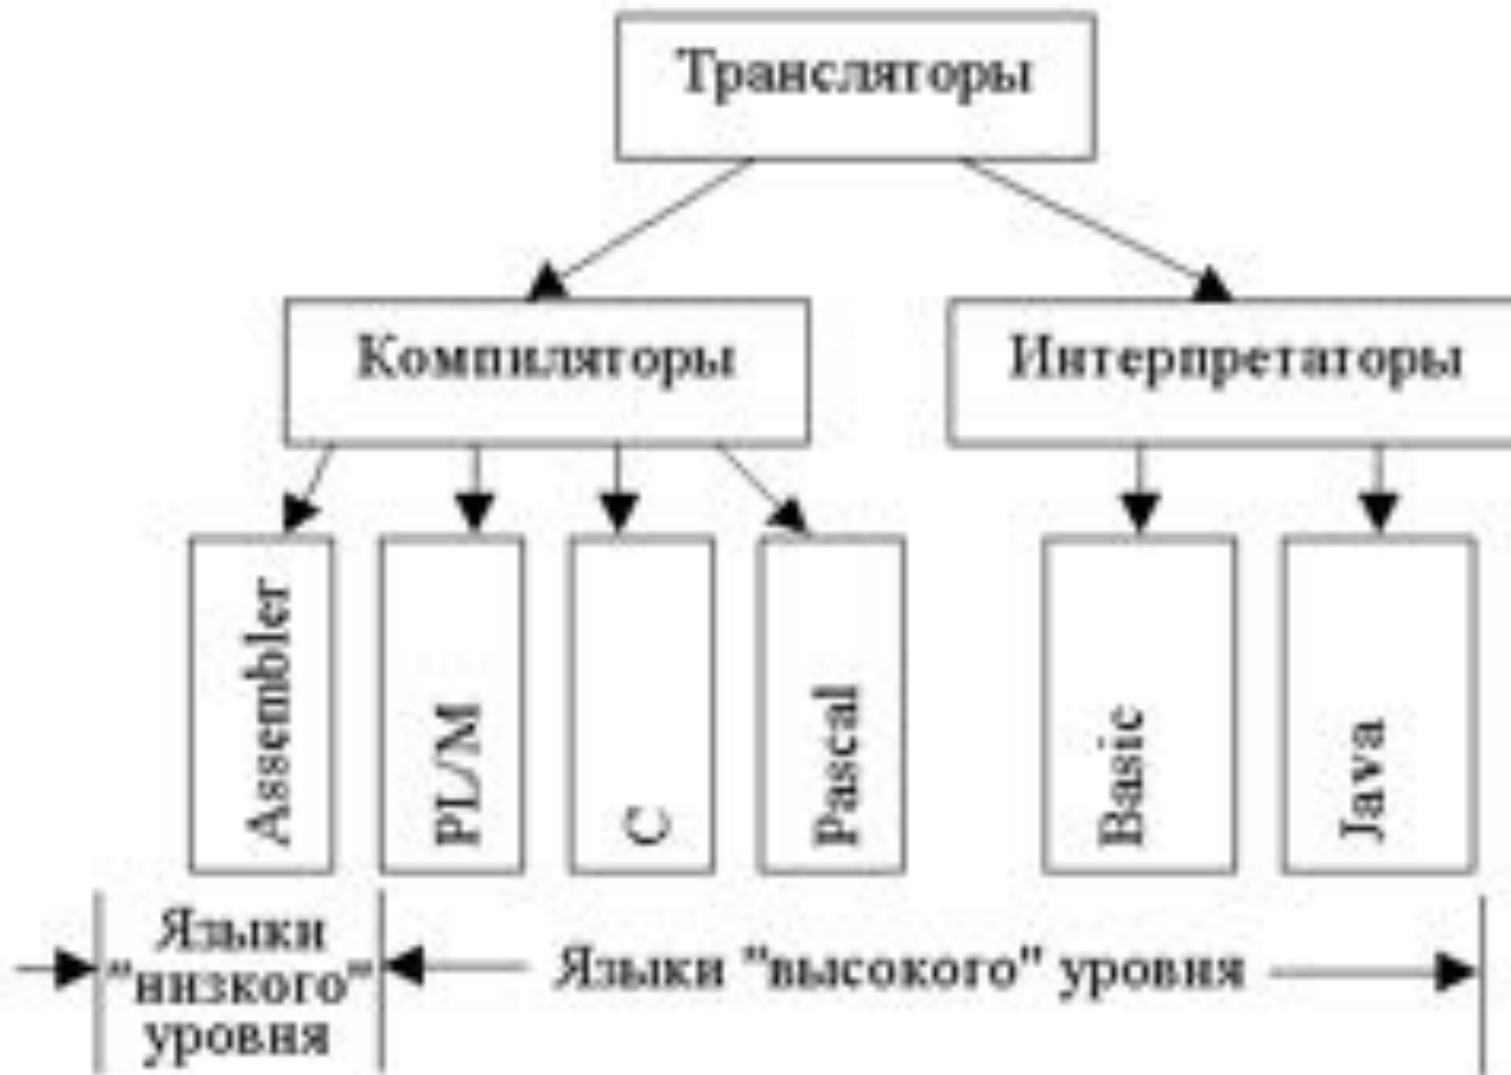 Трансляторы
Компиляторы
Интерпретаторы
Assembler
PL/M
C
Pascal
Basic
Java
Языки
"низкого"
уровня
Языки "высокого" уровня